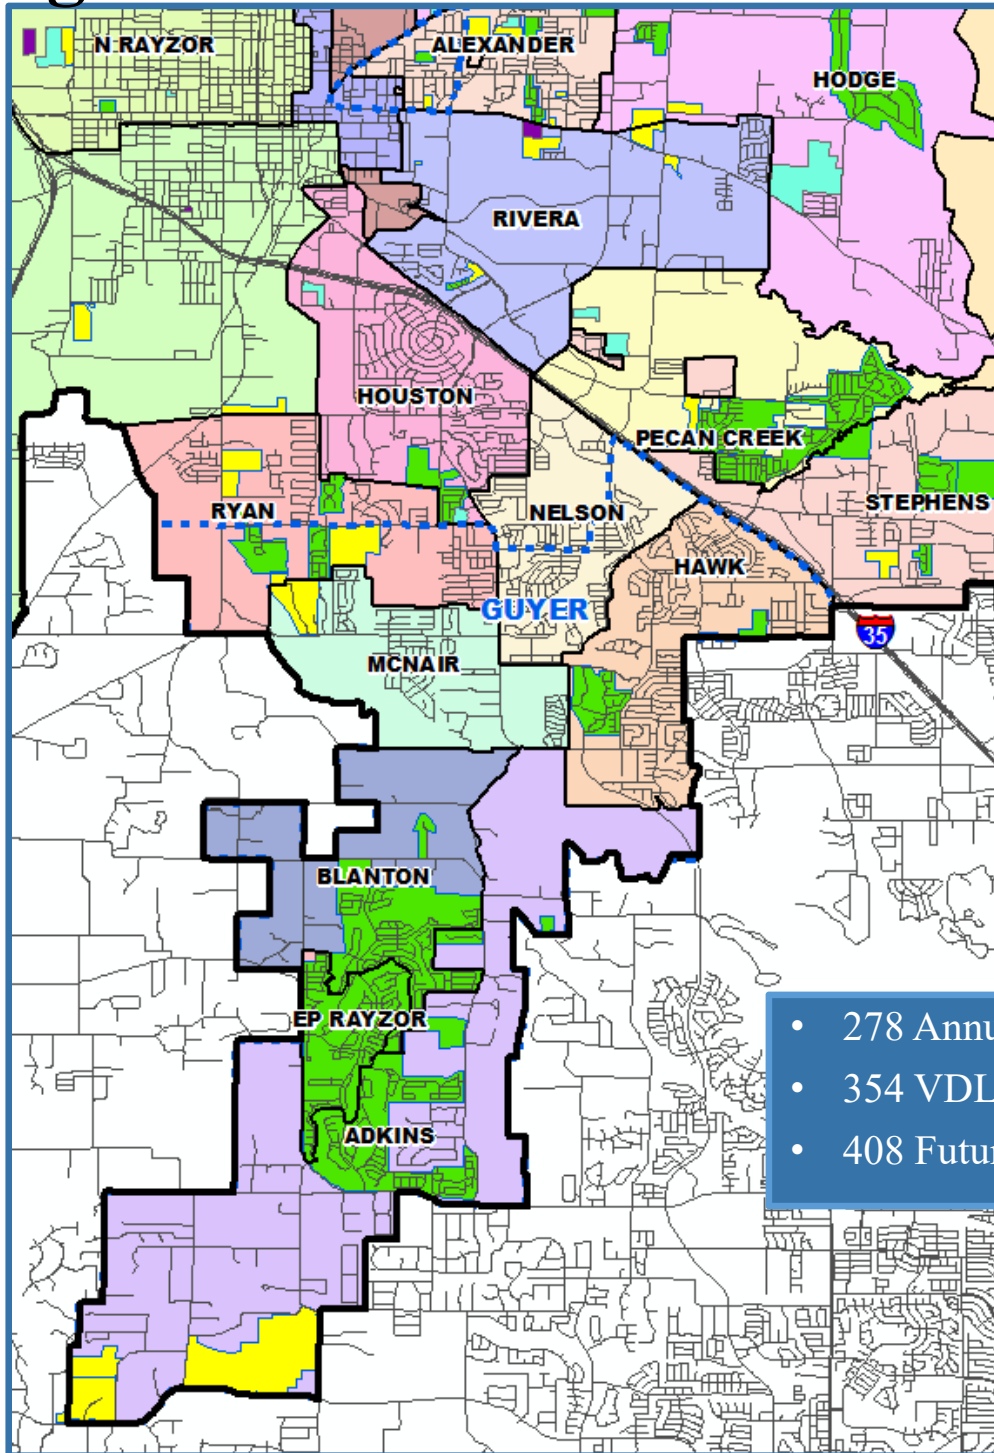 N RAYZOR
ALEXANDER
HODGE
RIVERA
HOUSTON
PECAN CREEK
STEPHENS
RYAN
NELSON
HAWK
GUYER
35
MCNAIR
BLANTON
EP RAYZOR
ADKINS
• 278 Annu
• 354 VDL
• 408 Futur